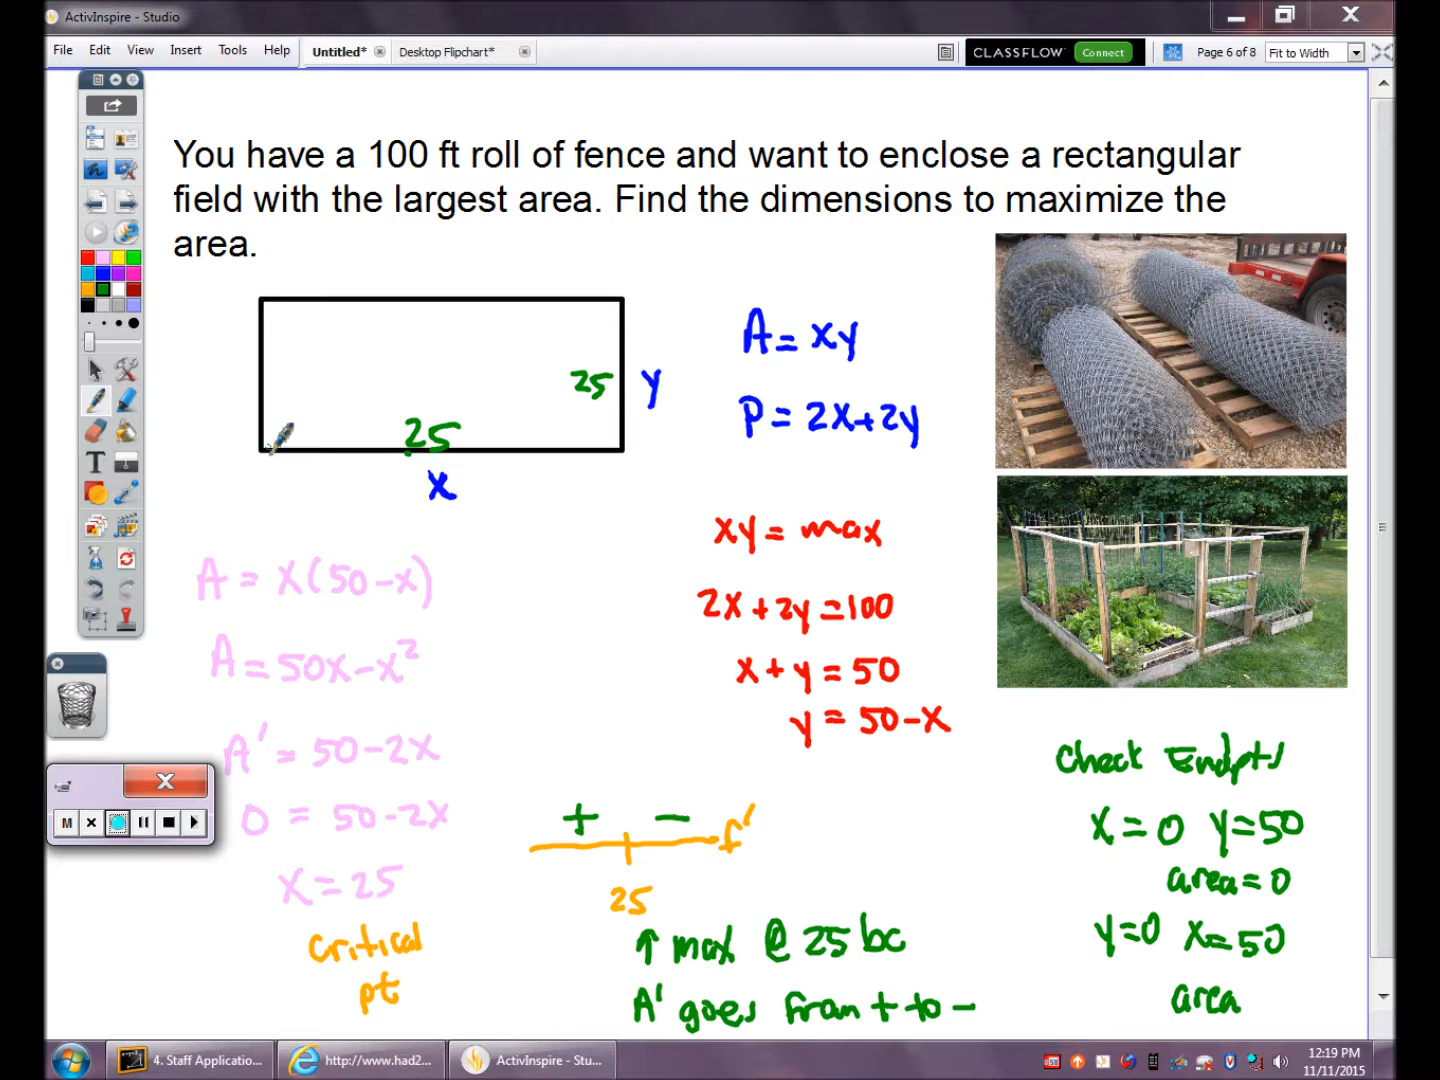 ActivInspire - Studio
File Edit View Insert Tools Help
Untitled* Desktop Flipchart*
CLASSFLOW Connect Page 6 of 8 Fit to Width
You have a 100 ft roll of fence and want to enclose a rectangular
field with the largest area. Find the dimensions to maximize the
area.
25
25
y
x
A = xy
P = 2x+2y
xy = max
2x + 2y = 100
x + y = 50
y = 50 - x
A = x(50-x)
A = 50x - x²
A' = 50 - 2x
0 = 50 - 2x
x = 25
critical
pt
+ - f'
25
↑ max @ 25 bc
A' goes from + to -
Check Endpts
x = 0 y = 50
area = 0
y=0 x=50
area
M
T
4. Staff Applicatio...
http://www.had2...
ActivInspire - Stu...
12:19 PM
11/11/2015